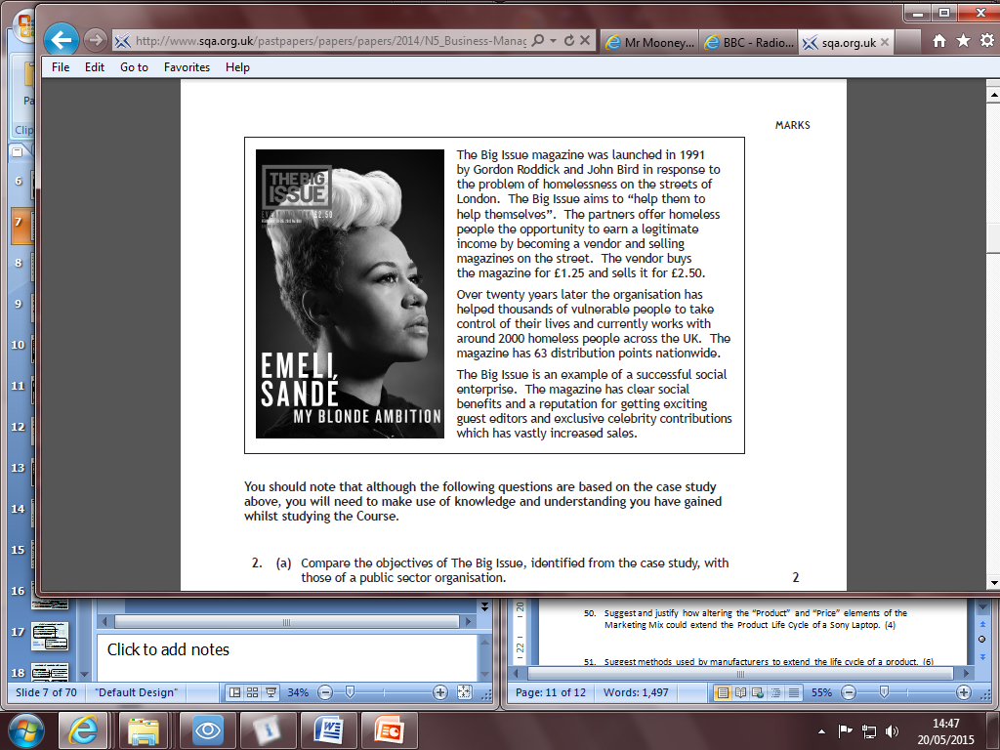 http://www.sqa.org.uk/pastpapers/papers/papers/2014/N5_Business-Manag
Mr Mooney...
BBC - Radio...
sqa.org.uk
File Edit Go to Favorites Help
Pa
Clip
MARKS
THE BIG
ISSUE
£2.50
EMELI
SANDÉ
MY BLONDE AMBITION
The Big Issue magazine was launched in 1991
by Gordon Roddick and John Bird in response to
the problem of homelessness on the streets of
London. The Big Issue aims to “help them to
help themselves”. The partners offer homeless
people the opportunity to earn a legitimate
income by becoming a vendor and selling
magazines on the street. The vendor buys
the magazine for £1.25 and sells it for £2.50.
Over twenty years later the organisation has
helped thousands of vulnerable people to take
control of their lives and currently works with
around 2000 homeless people across the UK. The
magazine has 63 distribution points nationwide.
The Big Issue is an example of a successful social
enterprise. The magazine has clear social
benefits and a reputation for getting exciting
guest editors and exclusive celebrity contributions
which has vastly increased sales.
You should note that although the following questions are based on the case study
above, you will need to make use of knowledge and understanding you have gained
whilst studying the Course.
2. (a) Compare the objectives of The Big Issue, identified from the case study, with
those of a public sector organisation. 2
6
7
8
9
10
11
12
13
14
15
16
17
18
Click to add notes
Slide 7 of 70 "Default Design" 34%
20
22
50. Suggest and justify how altering the “Product” and “Price” elements of the
Marketing Mix could extend the Product Life Cycle of a Sony Laptop. (4)
51. Suggest methods used by manufacturers to extend the life cycle of a product. (6)
Page: 11 of 12 Words: 1,497 55%
14:47
20/05/2015